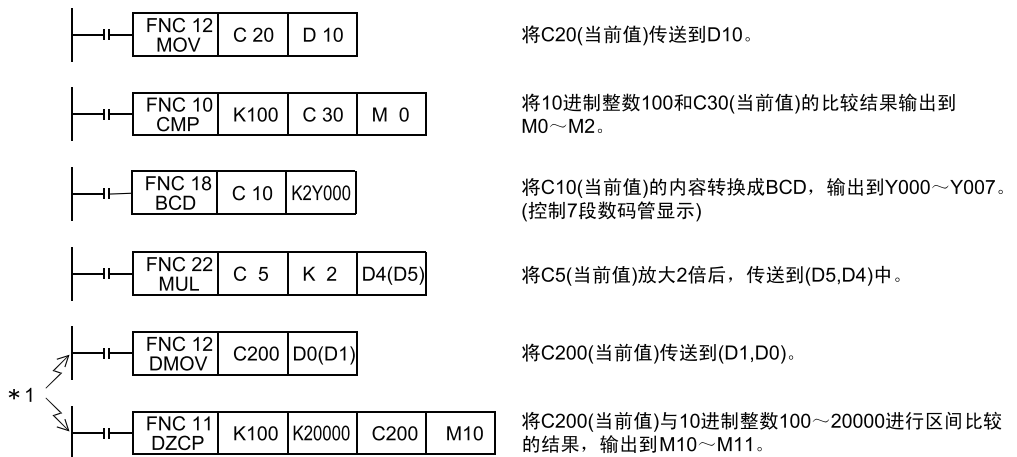 FNC 12
MOV
C 20
D 10
将C20(当前值)传送到D10。
FNC 10
CMP
K100
C 30
M 0
将10进制整数100和C30(当前值)的比较结果输出到
M0～M2。
FNC 18
BCD
C 10
K2Y000
将C10(当前值)的内容转换成BCD，输出到Y000～Y007。
(控制7段数码管显示)
FNC 22
MUL
C 5
K 2
D4(D5)
将C5(当前值)放大2倍后，传送到(D5,D4)中。
FNC 12
DMOV
C200
D0(D1)
将C200(当前值)传送到(D1,D0)。
＊1
FNC 11
DZCP
K100
K20000
C200
M10
将C200(当前值)与10进制整数100～20000进行区间比较
的结果，输出到M10～M11。